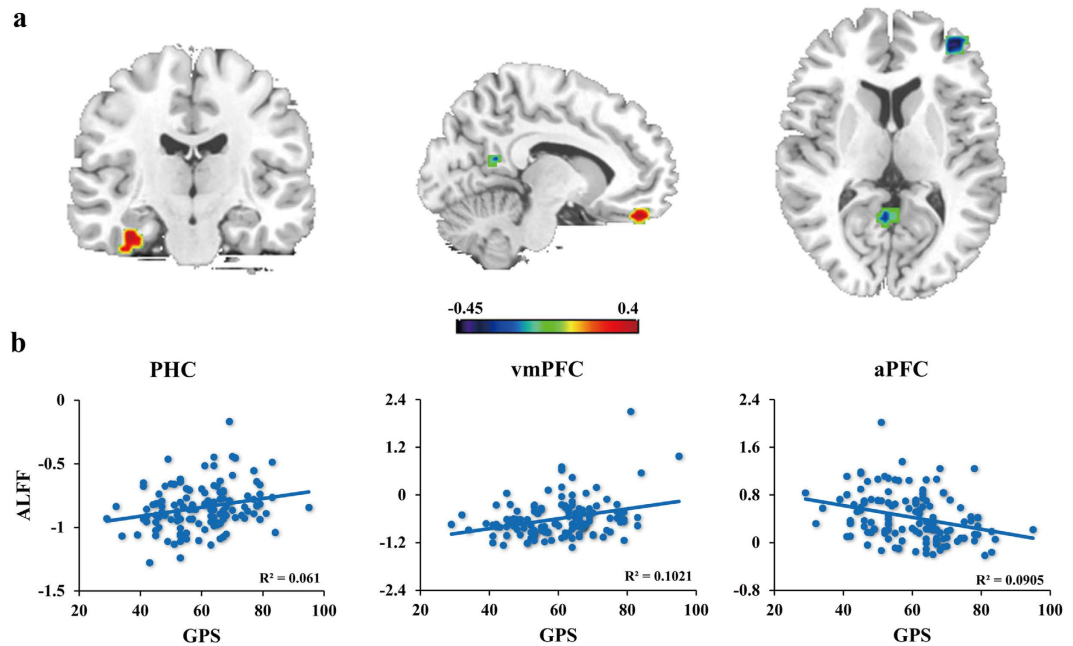 a
-0.45 0.4
b
PHC vmPFC aPFC
0
-0.5
-1
-1.5
ALFF
R² = 0.061
20 40 60 80 100
GPS
2.4
1.2
0
-1.2
-2.4
R² = 0.1021
20 40 60 80 100
GPS
2.4
1.6
0.8
0
-0.8
R² = 0.0905
20 40 60 80 100
GPS